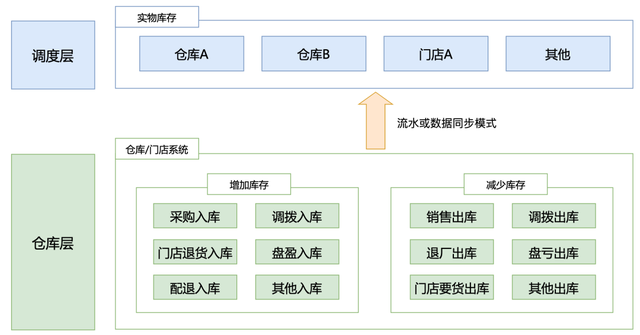 实物库存
调度层
仓库A
仓库B
门店A
其他
流水或数据同步模式
仓库/门店系统
仓库层
增加库存
采购入库
调拨入库
门店退货入库
盘盈入库
配退入库
其他入库
减少库存
销售出库
调拨出库
退厂出库
盘亏出库
门店要货出库
其他出库